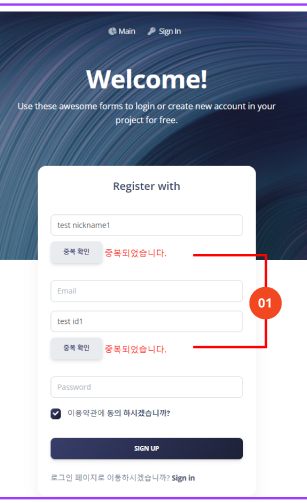 Main Sign In
Welcome!
Use these awesome forms to login or create new account in your
project for free.
Register with
test nickname1
중복 확인 중복되었습니다.
Email
01
test id1
중복 확인 중복되었습니다.
Password
이용약관에 동의 하시겠습니까?
SIGN UP
로그인 페이지로 이동하시겠습니까? Sign in